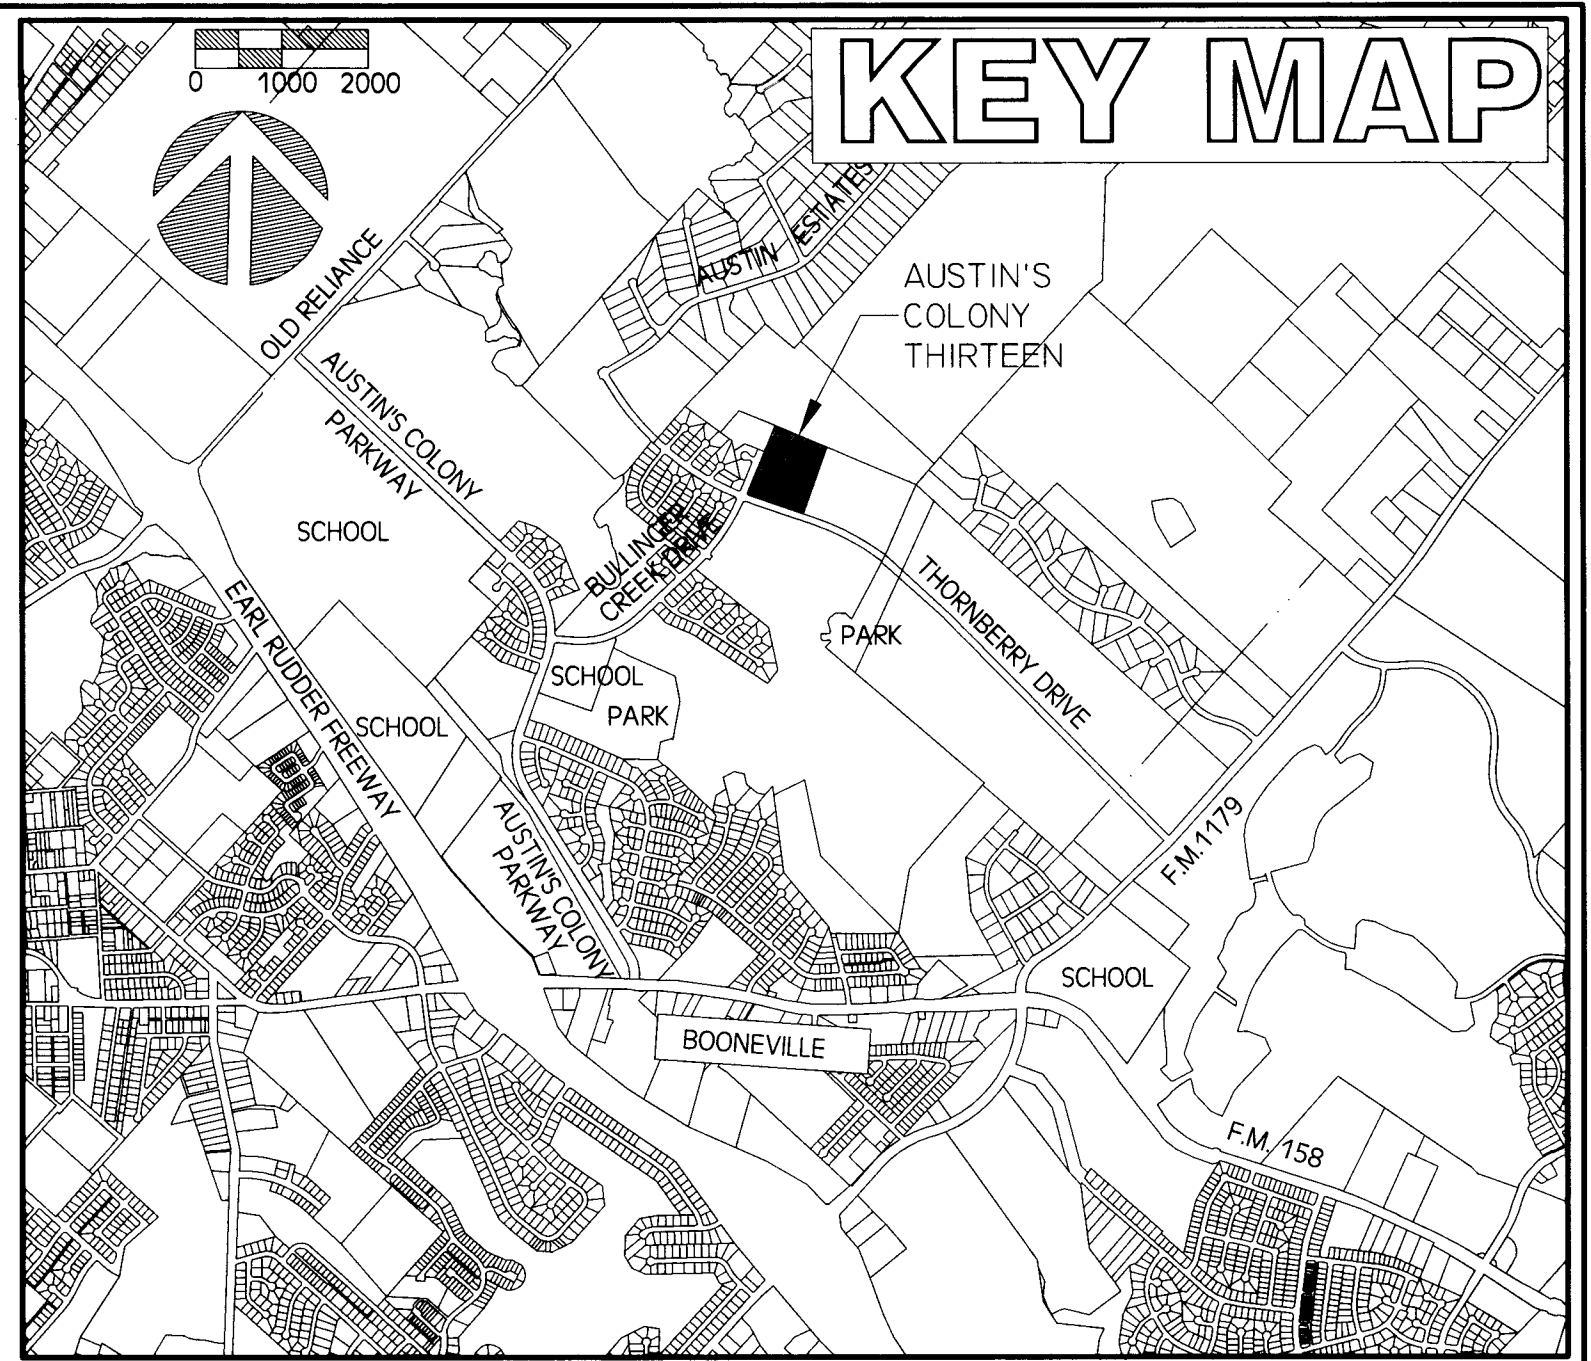 KEY MAP
0 1000 2000
AUSTIN ESTATES
OLD RELIANCE
AUSTIN'S
COLONY
THIRTEEN
AUSTIN'S COLONY
PARKWAY
SCHOOL
BULLINGER
CREEK DRIVE
EARL RUDDER FREEWAY
THORNBERRY DRIVE
PARK
SCHOOL
PARK
SCHOOL
AUSTIN'S COLONY
PARKWAY
F.M. 1179
SCHOOL
BOONEVILLE
F.M. 158